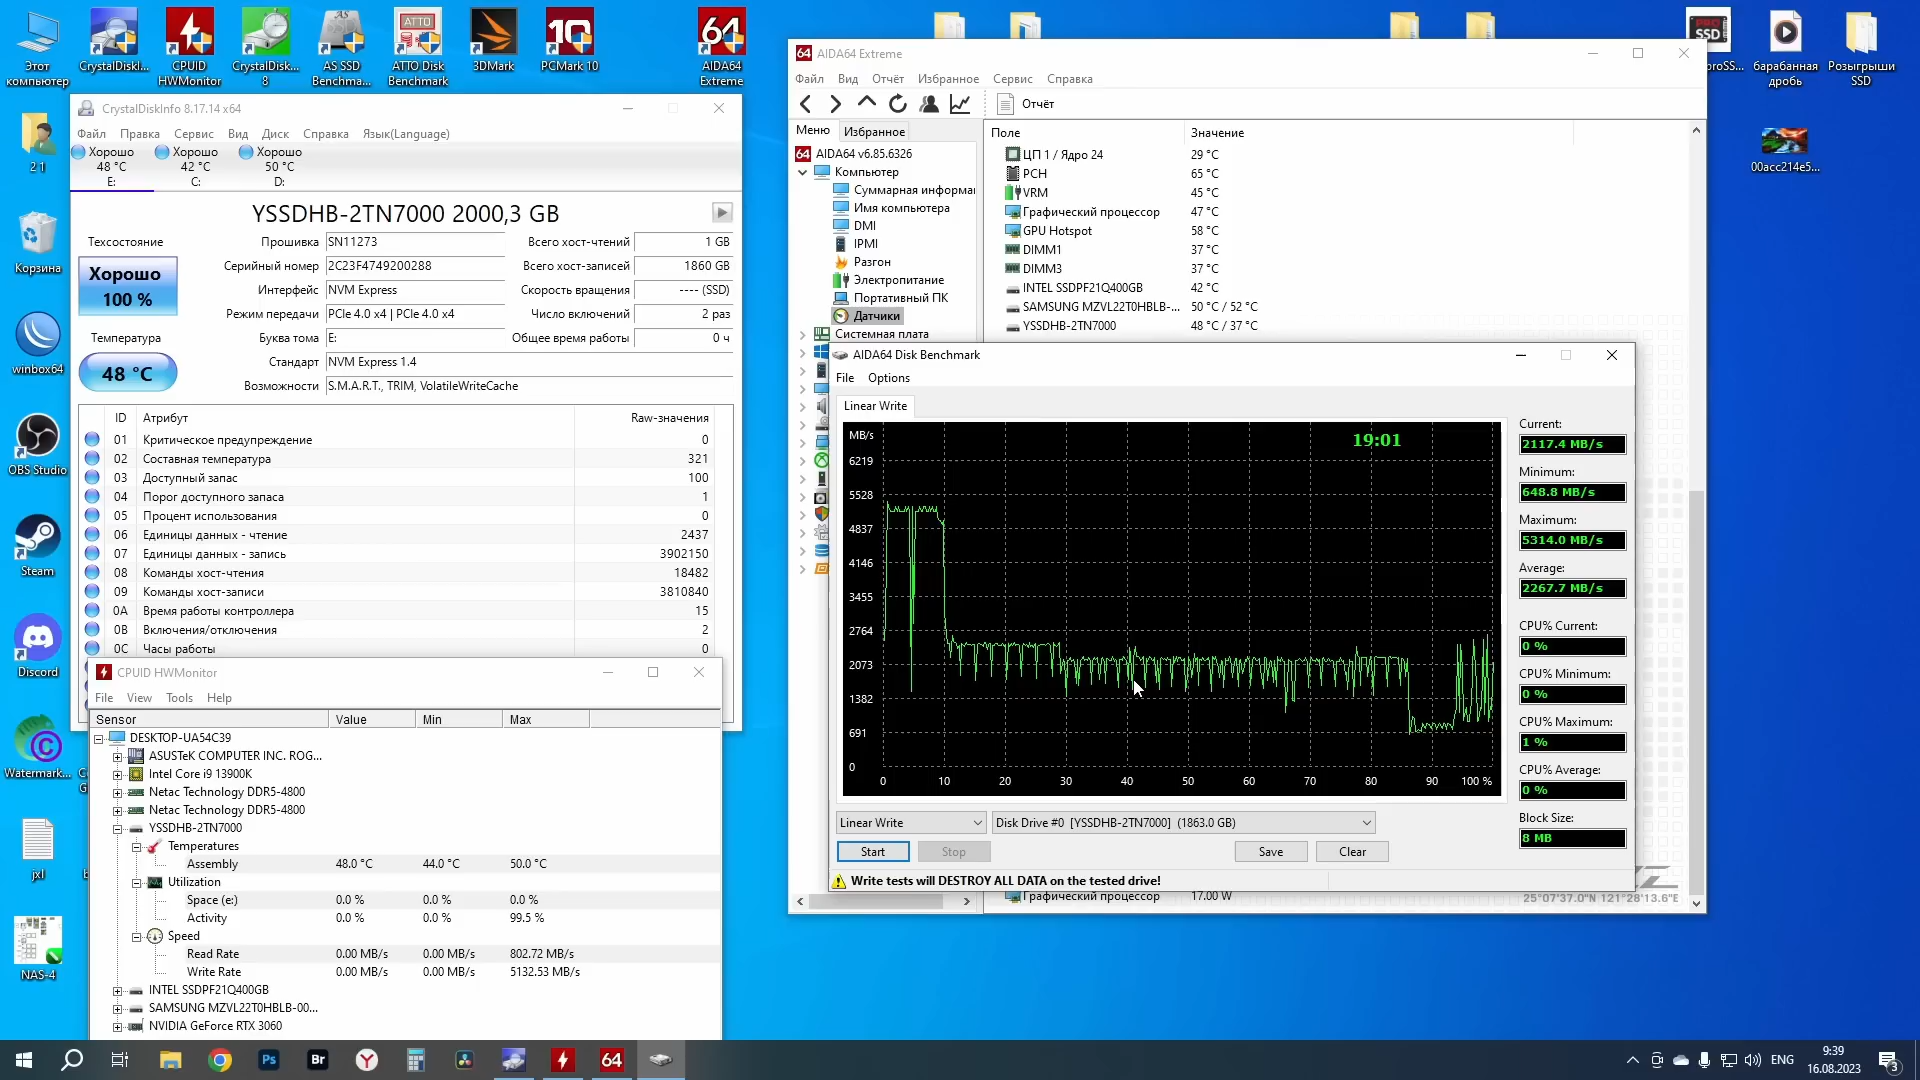 Этот компьютер
CrystalDiskI...
CPUID HWMonitor
CrystalDisk... 8
AS SSD Benchma...
ATTO Disk Benchmark
3DMark
PCMark 10
AIDA64 Extreme
барабанная дробь
Розыгрыши SSD
00acc214e5...
2 1
Корзина
winbox64
OBS Studio
Steam
Discord
Watermark...
jxl
NAS-4
CrystalDiskInfo 8.17.14 x64
Файл Правка Сервис Вид Диск Справка Язык(Language)
Хорошо Хорошо Хорошо
48 °C 42 °C 50 °C
E: C: D:
YSSDHB-2TN7000 2000,3 GB
Техсостояние
Хорошо
100 %
Температура
48 °C
Прошивка SN11273 Всего хост-чтений 1 GB
Серийный номер 2C23F4749200288 Всего хост-записей 1860 GB
Интерфейс NVM Express Скорость вращения ---- (SSD)
Режим передачи PCIe 4.0 x4 | PCIe 4.0 x4 Число включений 2 раз
Буква тома E: Общее время работы 0 ч
Стандарт NVM Express 1.4
Возможности S.M.A.R.T., TRIM, VolatileWriteCache
ID Атрибут Raw-значения
01 Критическое предупреждение 0
02 Составная температура 321
03 Доступный запас 100
04 Порог доступного запаса 1
05 Процент использования 0
06 Единицы данных - чтение 2437
07 Единицы данных - запись 3902150
08 Команды хост-чтения 18482
09 Команды хост-записи 3810840
0A Время работы контроллера 15
0B Включения/отключения 2
0C Часы работы 0
CPUID HWMonitor
File View Tools Help
Sensor Value Min Max
DESKTOP-UA54C39
ASUSTeK COMPUTER INC. ROG...
Intel Core i9 13900K
Netac Technology DDR5-4800
Netac Technology DDR5-4800
YSSDHB-2TN7000
Temperatures
Assembly 48.0 °C 44.0 °C 50.0 °C
Utilization
Space (e:) 0.0 % 0.0 % 0.0 %
Activity 0.0 % 0.0 % 99.5 %
Speed
Read Rate 0.00 MB/s 0.00 MB/s 802.72 MB/s
Write Rate 0.00 MB/s 0.00 MB/s 5132.53 MB/s
INTEL SSDPF21Q400GB
SAMSUNG MZVL22T0HBLB-00...
NVIDIA GeForce RTX 3060
AIDA64 Extreme
Файл Вид Отчёт Избранное Сервис Справка
Отчёт
Меню Избранное
AIDA64 v6.85.6326
Компьютер
Суммарная информа
Имя компьютера
DMI
IPMI
Разгон
Электропитание
Портативный ПК
Датчики
Системная плата
Поле Значение
ЦП 1 / Ядро 24 29 °C
PCH 65 °C
VRM 45 °C
Графический процессор 47 °C
GPU Hotspot 58 °C
DIMM1 37 °C
DIMM3 37 °C
INTEL SSDPF21Q400GB 42 °C
SAMSUNG MZVL22T0HBLB-... 50 °C / 52 °C
YSSDHB-2TN7000 48 °C / 37 °C
AIDA64 Disk Benchmark
File Options
Linear Write
MB/s
19:01
6219
5528
4837
4146
3455
2764
2073
1382
691
0
0 10 20 30 40 50 60 70 80 90 100 %
Current:
2117.4 MB/s
Minimum:
648.8 MB/s
Maximum:
5314.0 MB/s
Average:
2267.7 MB/s
CPU% Current:
0 %
CPU% Minimum:
0 %
CPU% Maximum:
1 %
CPU% Average:
0 %
Block Size:
8 MB
Linear Write Disk Drive #0 [YSSDHB-2TN7000] (1863.0 GB)
Start Stop Save Clear
Write tests will DESTROY ALL DATA on the tested drive!
Графический процессор 17.00 W
25°07'37.0"N 121°28'13.6"E
ENG
9:39
16.08.2023
3